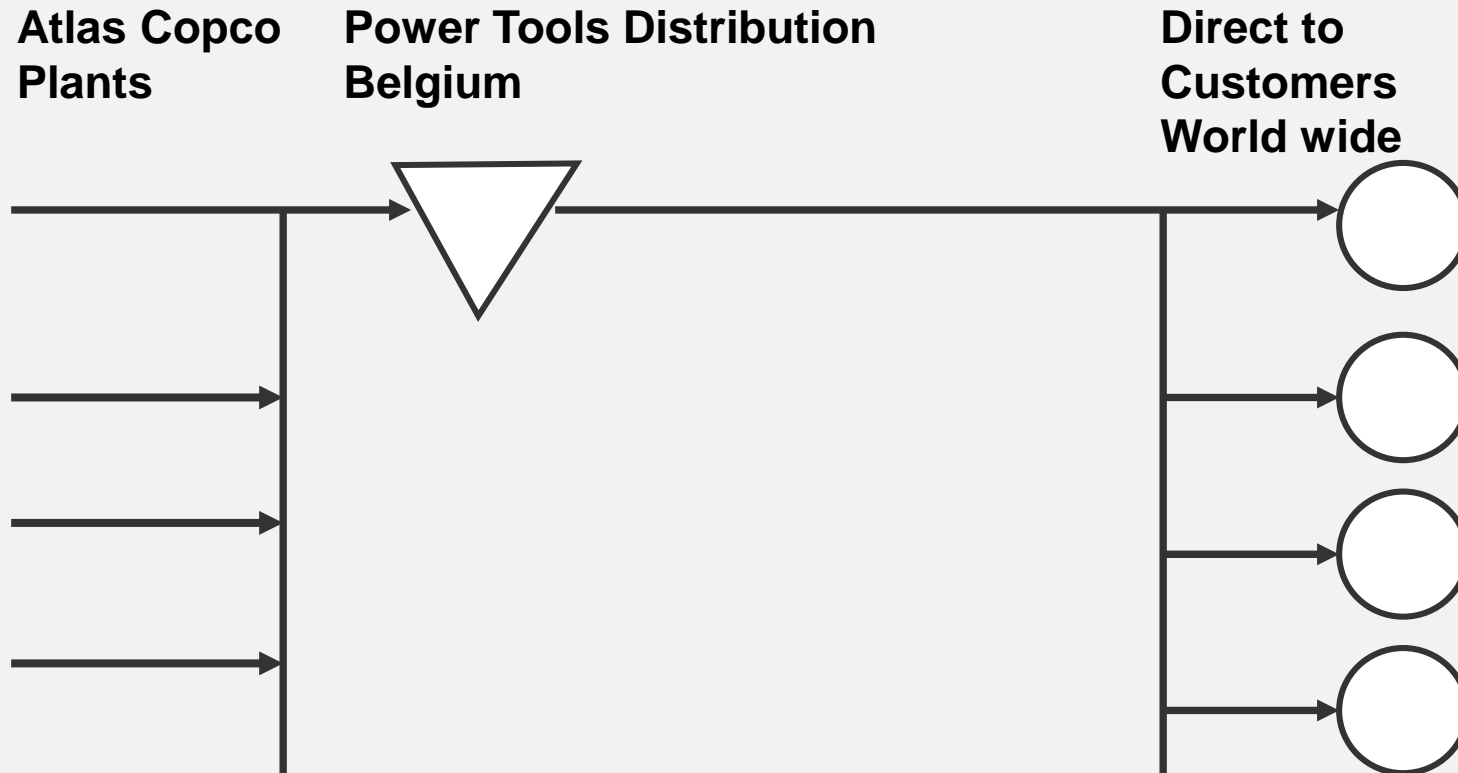 Atlas Copco
Plants
Power Tools Distribution
Belgium
Direct to
Customers
World wide